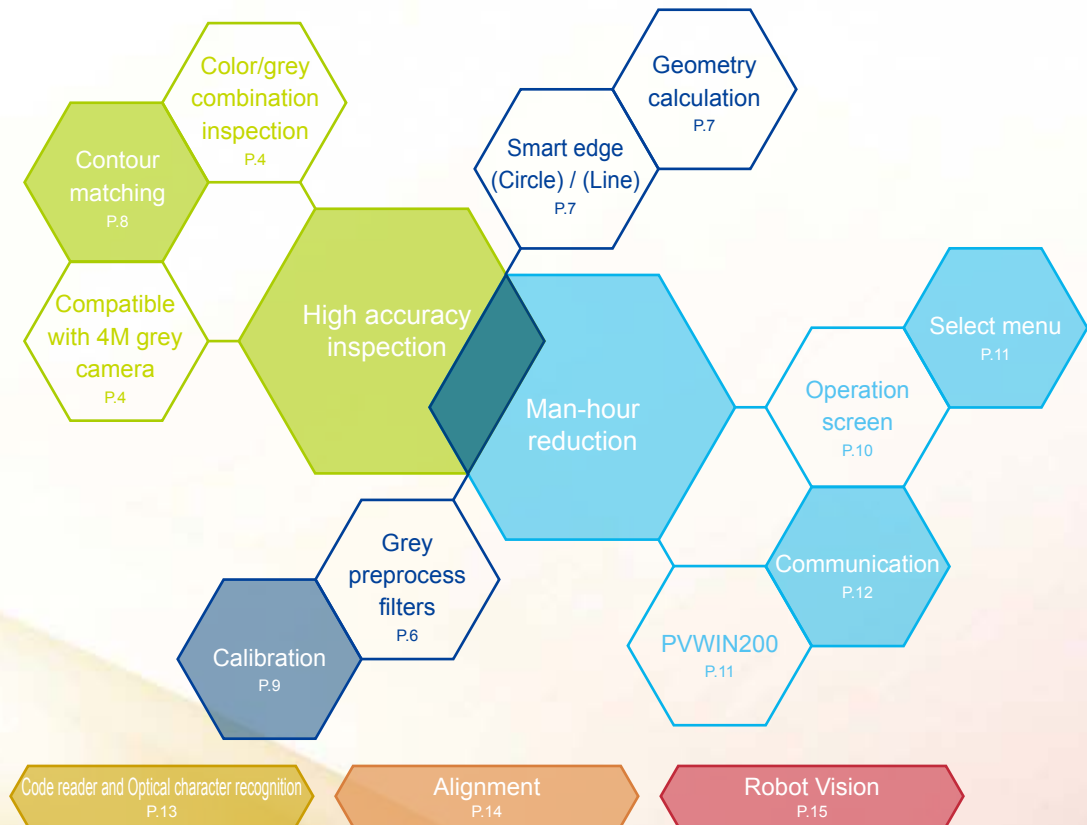 Color/grey
combination
inspection
P.4
Contour
matching
P.8
Compatible
with 4M grey
camera
P.4
High accuracy
inspection
Geometry
calculation
P.7
Smart edge
(Circle) / (Line)
P.7
Man-hour
reduction
Select menu
P.11
Operation
screen
P.10
Communication
P.12
PVWIN200
P.11
Grey
preprocess
filters
P.6
Calibration
P.9
Code reader and Optical character recognition
P.13
Alignment
P.14
Robot Vision
P.15